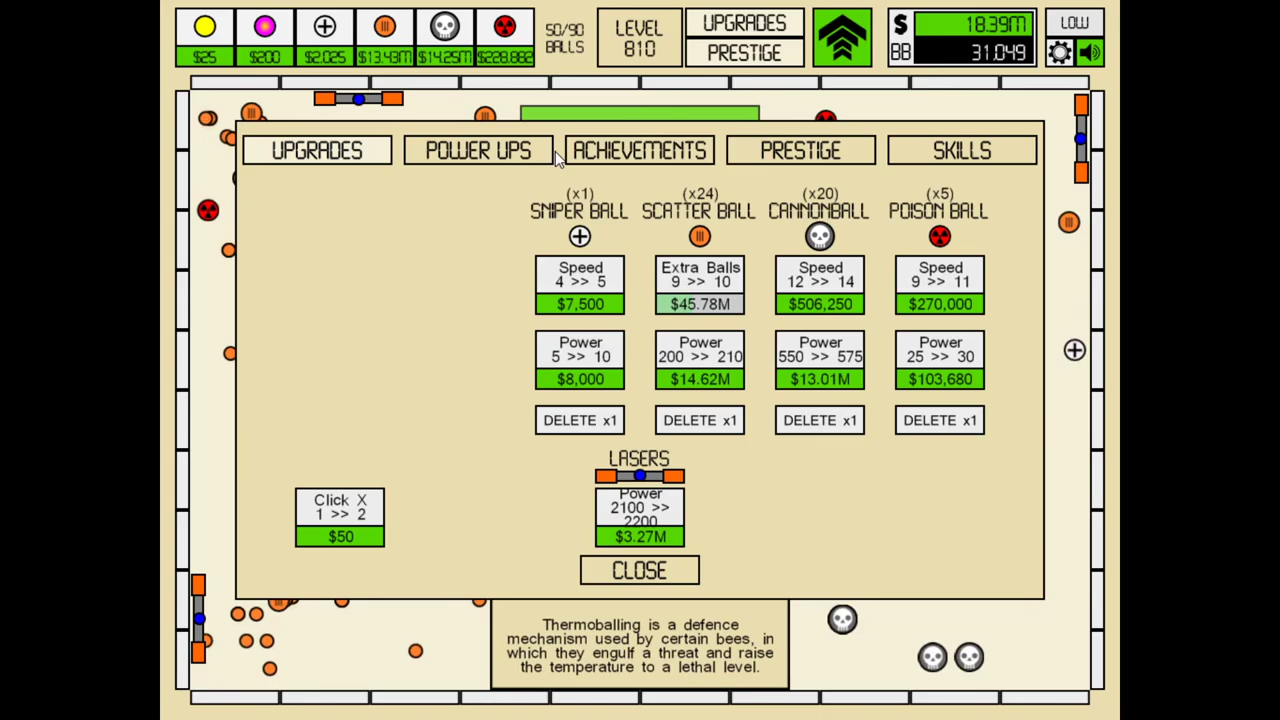 $25
$200
$2.025
$13.43M
$14.25M
$228.882
50/90
BALLS
LEVEL
810
UPGRADES
PRESTIGE
$ 18.39M
BB 31.049
LOW
UPGRADES
POWER UPS
ACHIEVEMENTS
PRESTIGE
SKILLS
(x1)
SNIPER BALL
(x24)
SCATTER BALL
(x20)
CANNONBALL
(x5)
POISON BALL
Speed
4 >> 5
$7,500
Extra Balls
9 >> 10
$45.78M
Speed
12 >> 14
$506,250
Speed
9 >> 11
$270,000
Power
5 >> 10
$8,000
Power
200 >> 210
$14.62M
Power
550 >> 575
$13.01M
Power
25 >> 30
$103,680
DELETE x1
DELETE x1
DELETE x1
DELETE x1
LASERS
Click X
1 >> 2
$50
Power
2100 >>
2200
$3.27M
CLOSE
Thermoballing is a defence
mechanism used by certain bees, in
which they engulf a threat and raise
the temperature to a lethal level.